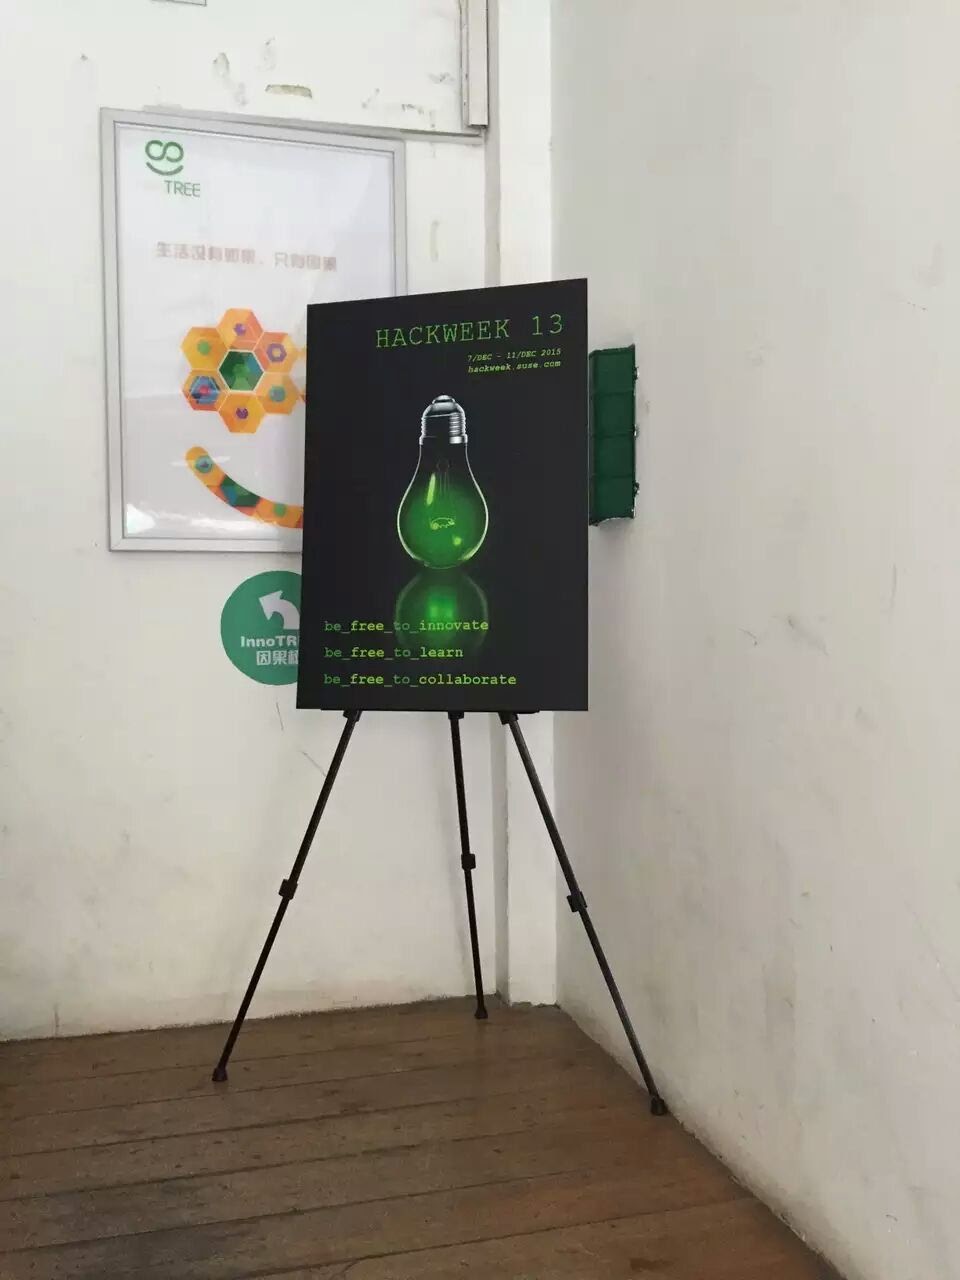 TREE
生活没有如果，只有因果
HACKWEEK 13
7/DEC - 11/DEC 2015
hackweek.suse.com
be_free_to_innovate
be_free_to_learn
be_free_to_collaborate
InnoTR
因果